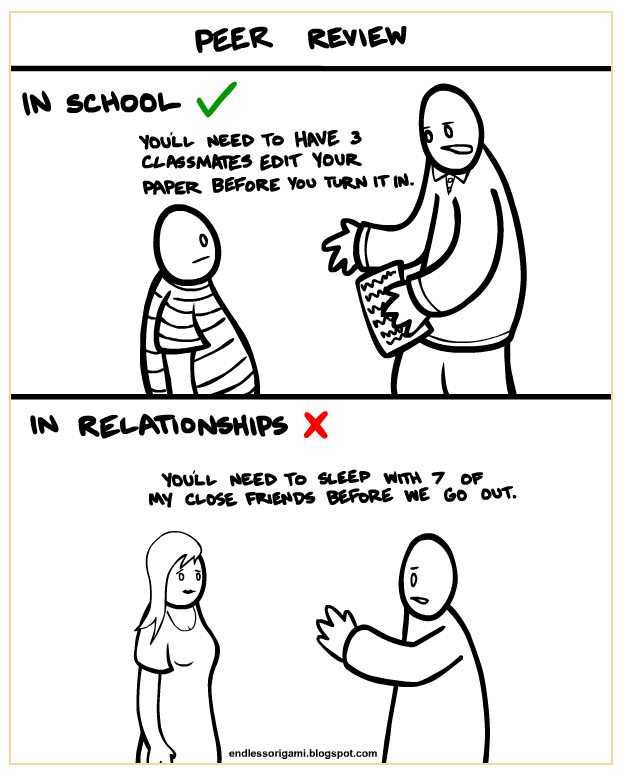 PEER REVIEW
IN SCHOOL
YOU'LL NEED TO HAVE 3
CLASSMATES EDIT YOUR
PAPER BEFORE YOU TURN IT IN.
IN RELATIONSHIPS
YOU'LL NEED TO SLEEP WITH 7 OF
MY CLOSE FRIENDS BEFORE WE GO OUT.
endlessorigami.blogspot.com